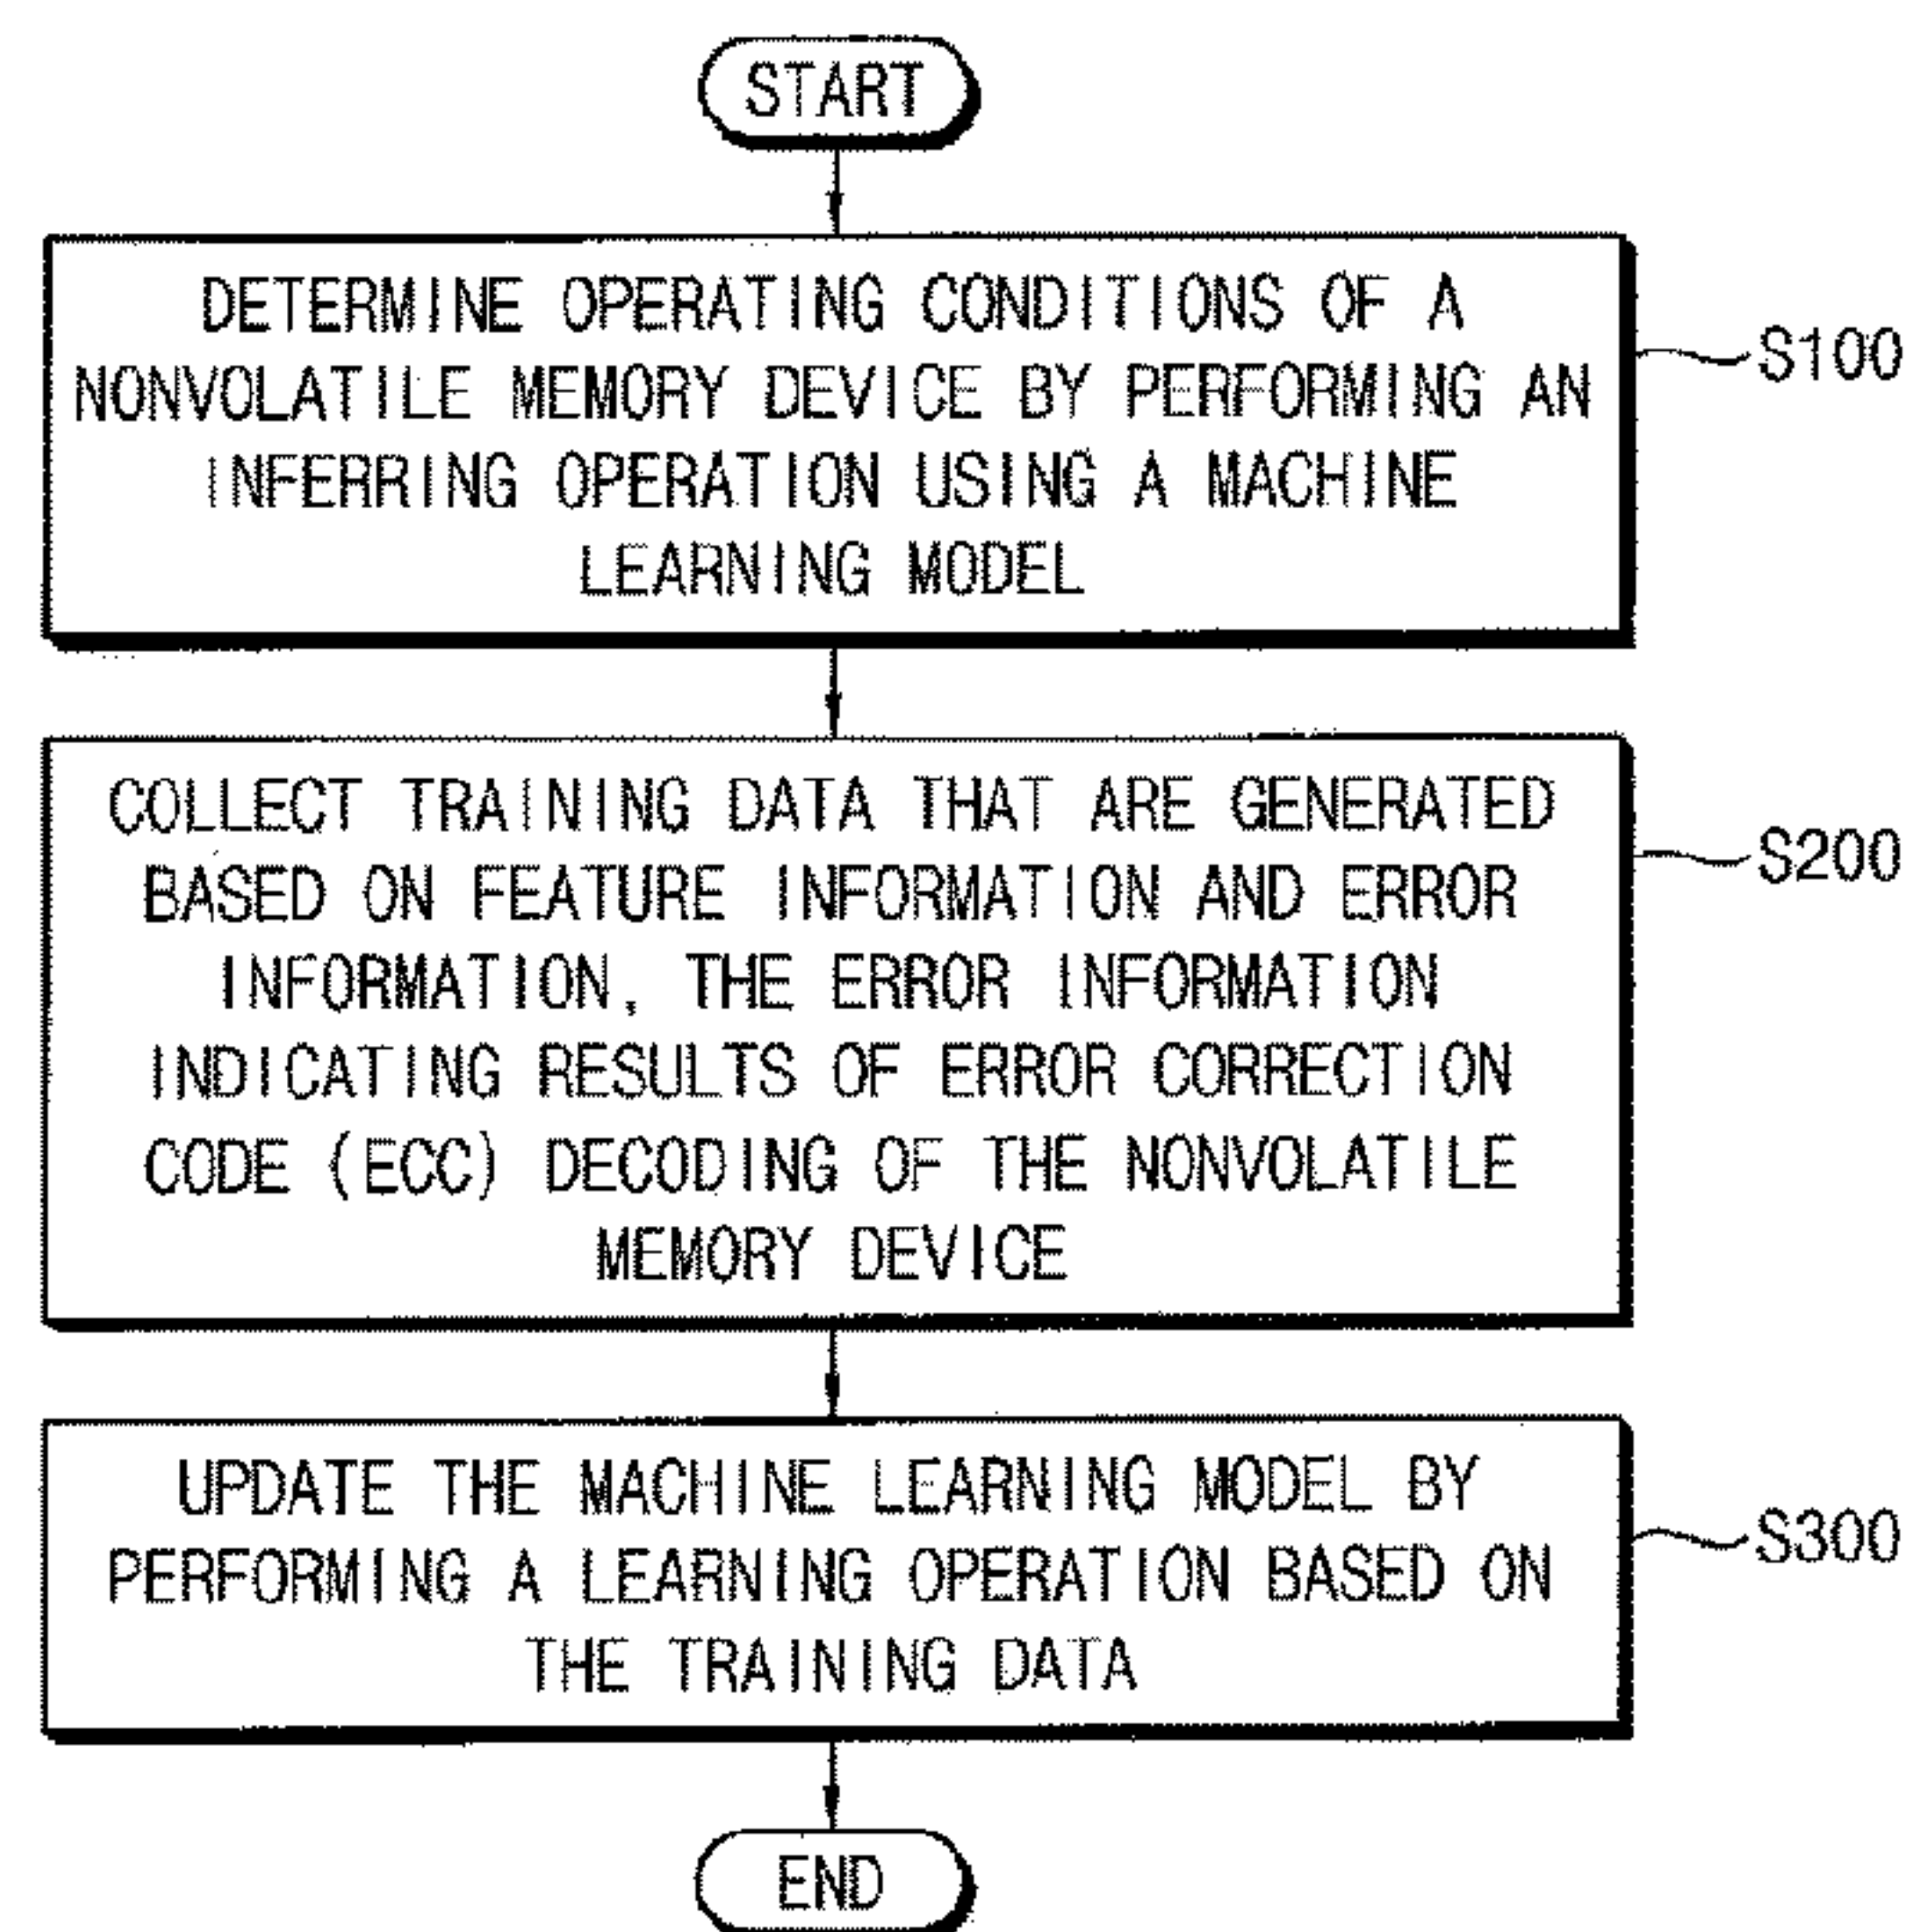 START
DETERMINE OPERATING CONDITIONS OF A
NONVOLATILE MEMORY DEVICE BY PERFORMING AN
INFERRING OPERATION USING A MACHINE
LEARNING MODEL
S100
COLLECT TRAINING DATA THAT ARE GENERATED
BASED ON FEATURE INFORMATION AND ERROR
INFORMATION, THE ERROR INFORMATION
INDICATING RESULTS OF ERROR CORRECTION
CODE (ECC) DECODING OF THE NONVOLATILE
MEMORY DEVICE
S200
UPDATE THE MACHINE LEARNING MODEL BY
PERFORMING A LEARNING OPERATION BASED ON
THE TRAINING DATA
S300
END